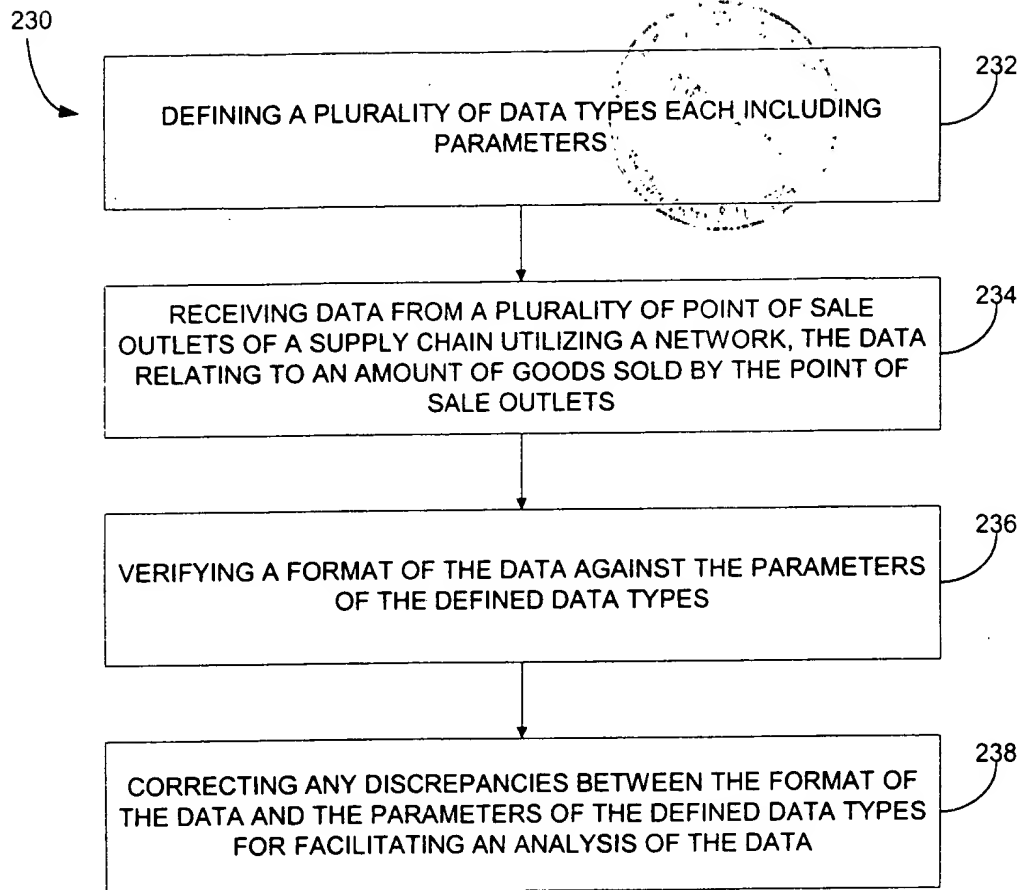 230
232
DEFINING A PLURALITY OF DATA TYPES EACH INCLUDING
PARAMETERS
234
RECEIVING DATA FROM A PLURALITY OF POINT OF SALE
OUTLETS OF A SUPPLY CHAIN UTILIZING A NETWORK, THE DATA
RELATING TO AN AMOUNT OF GOODS SOLD BY THE POINT OF
SALE OUTLETS
236
VERIFYING A FORMAT OF THE DATA AGAINST THE PARAMETERS
OF THE DEFINED DATA TYPES
238
CORRECTING ANY DISCREPANCIES BETWEEN THE FORMAT OF
THE DATA AND THE PARAMETERS OF THE DEFINED DATA TYPES
FOR FACILITATING AN ANALYSIS OF THE DATA